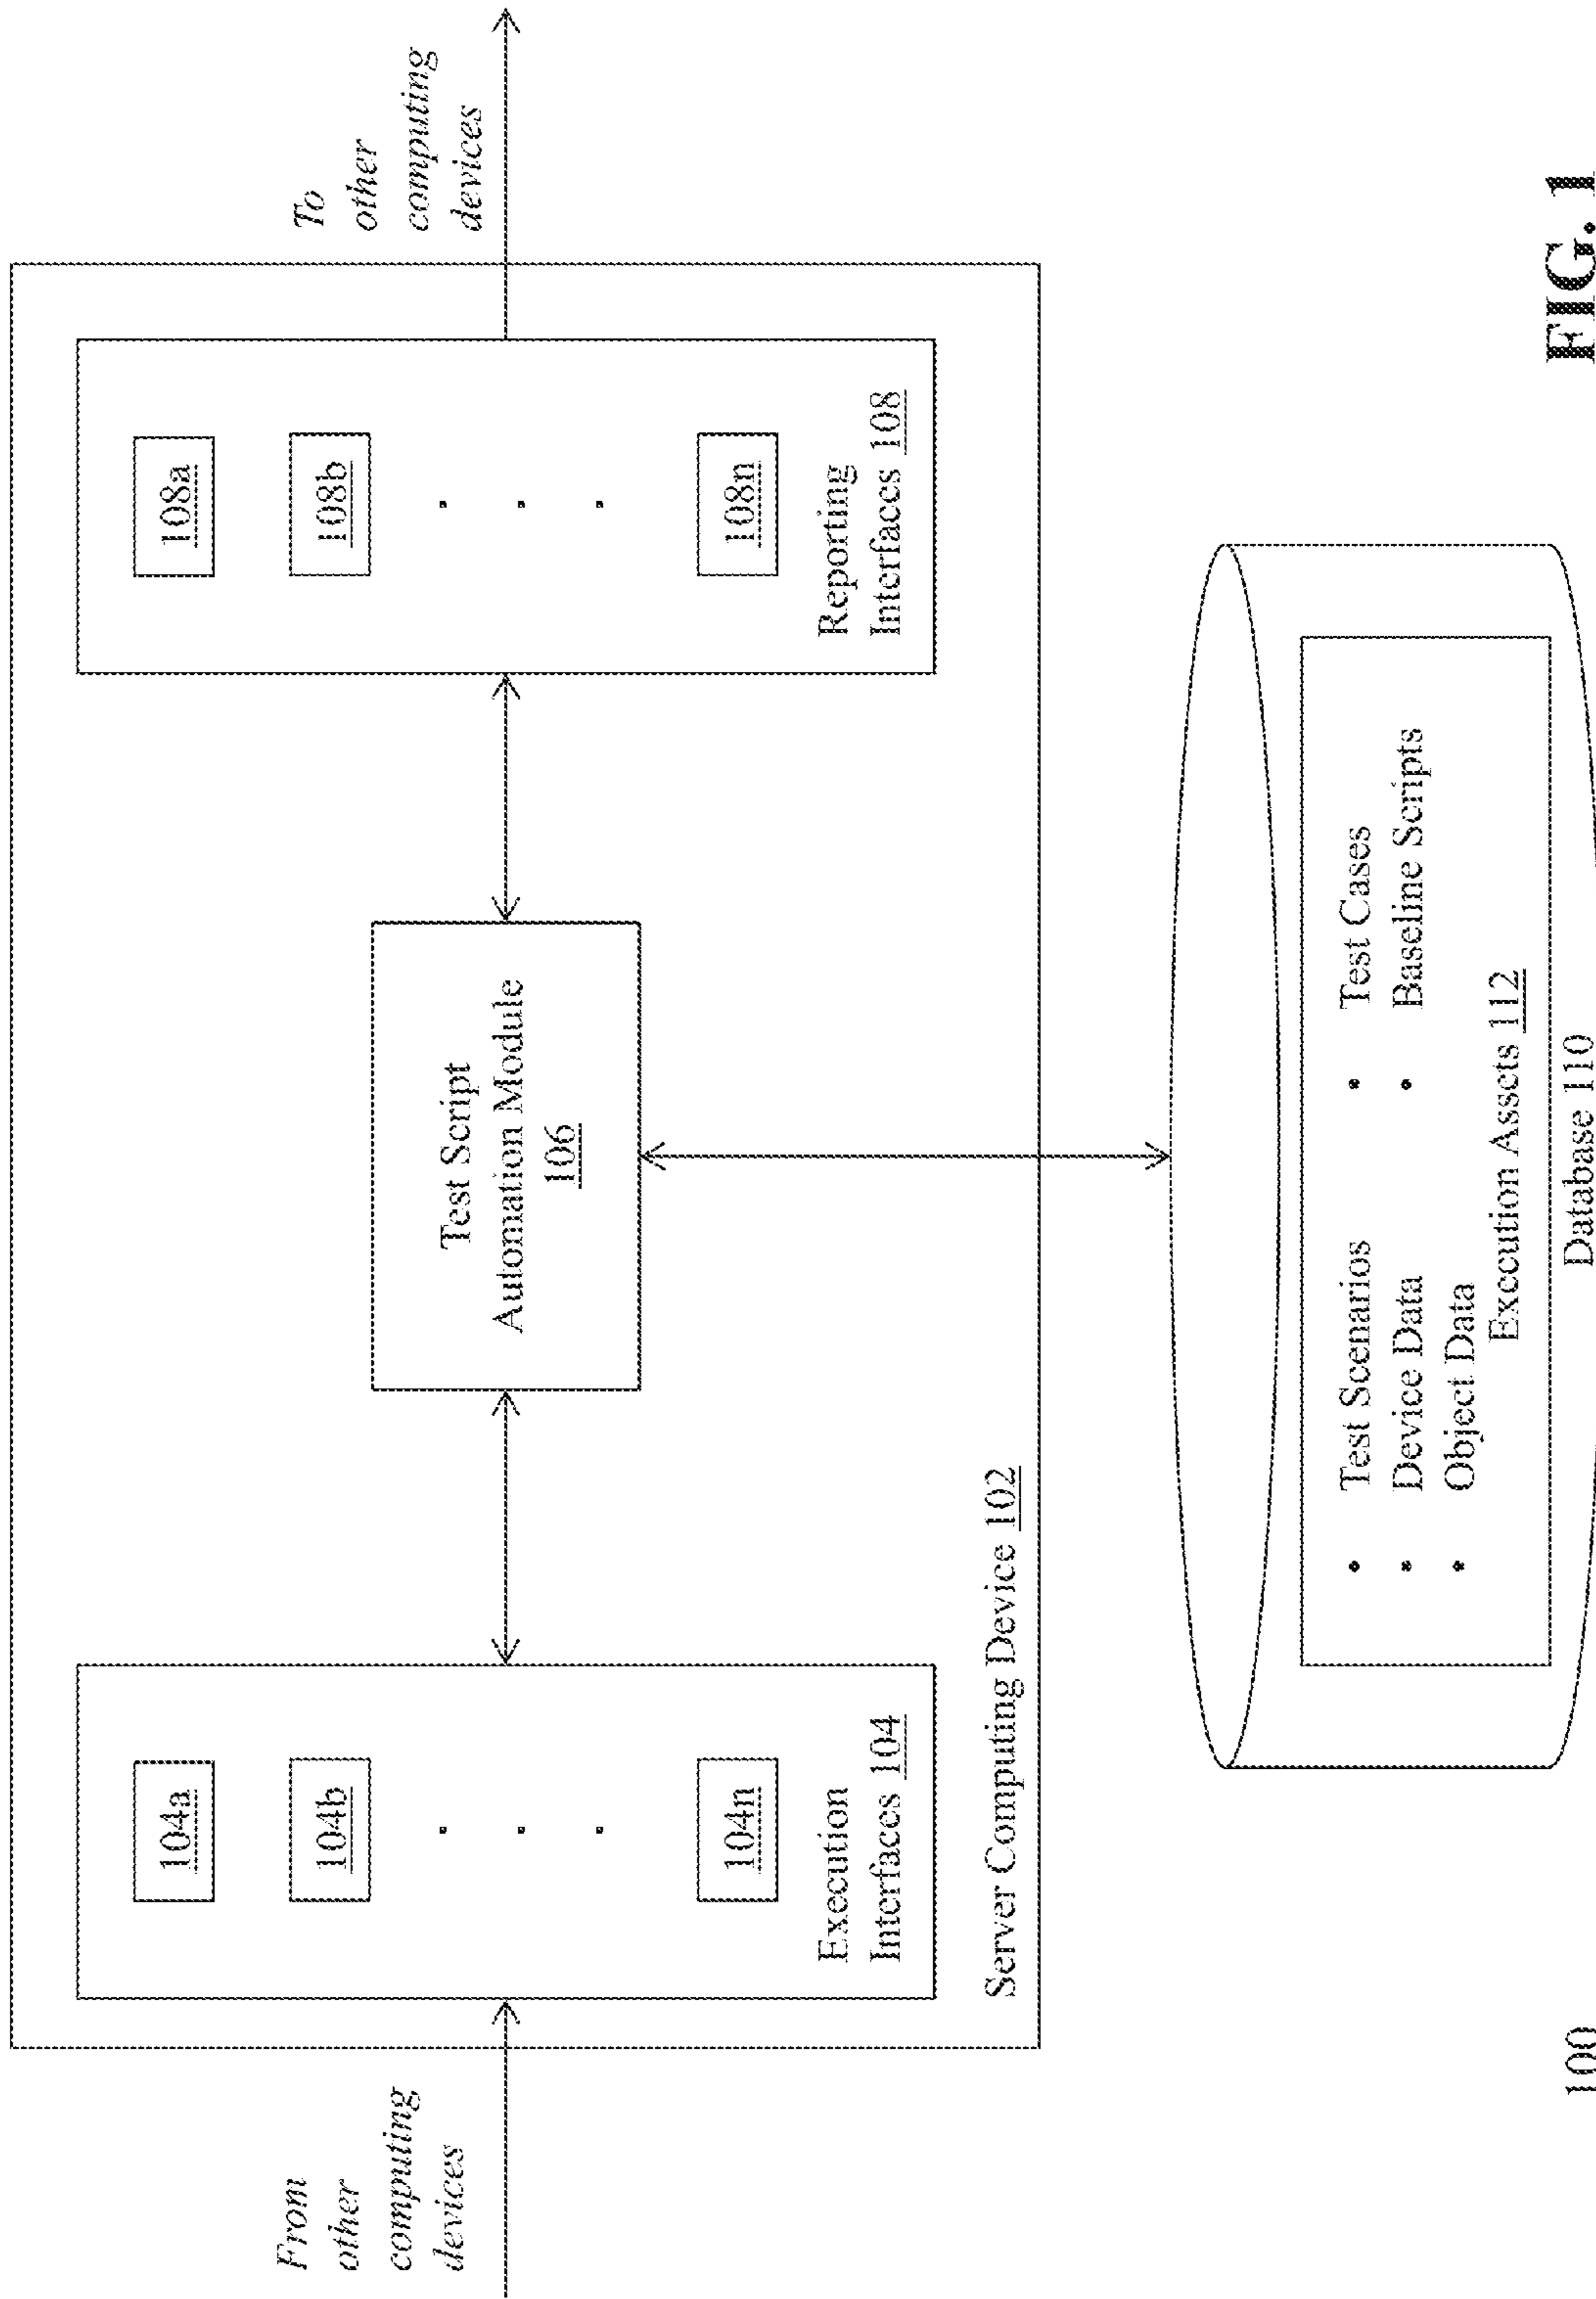 From
other
computing
devices
104a
104b
104n
Execution
Interfaces 104
Test Script
Automation Module
106
108a
108b
108n
Reporting
Interfaces 108
To
other
computing
devices
Server Computing Device 102
• Test Scenarios
• Device Data
• Object Data
• Test Cases
• Baseline Scripts
Execution Assets 112
Database 110
100
FIG. 1